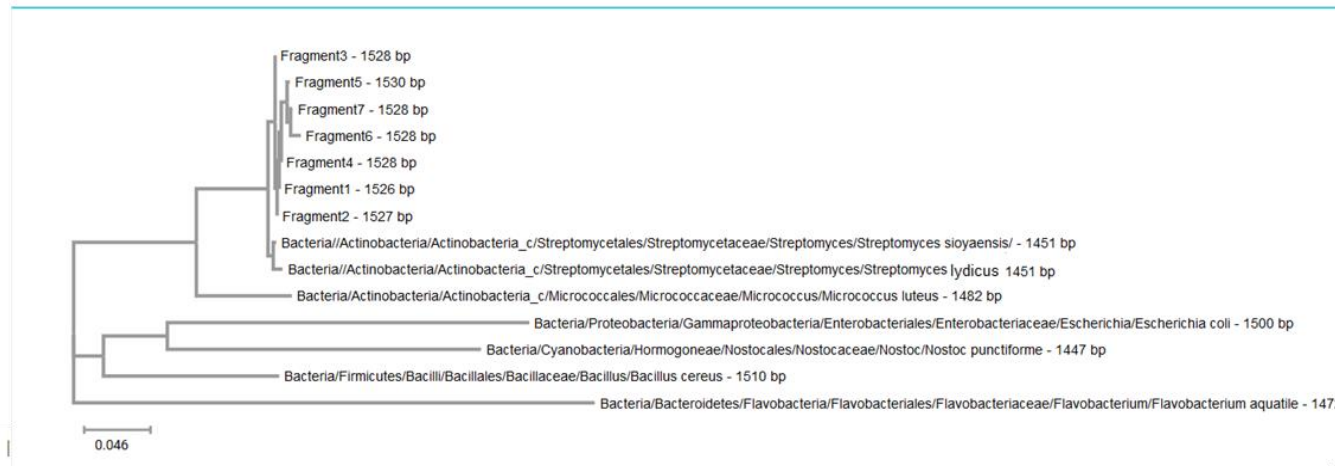 Fragment3 - 1528 bp
Fragment5 - 1530 bp
Fragment7 - 1528 bp
Fragment6 - 1528 bp
Fragment4 - 1528 bp
Fragment1 - 1526 bp
Fragment2 - 1527 bp
Bacteria//Actinobacteria/Actinobacteria_c/Streptomycetales/Streptomycetaceae/Streptomyces/Streptomyces sioyaensis/ - 1451 bp
Bacteria//Actinobacteria/Actinobacteria_c/Streptomycetales/Streptomycetaceae/Streptomyces/Streptomyces lydicus 1451 bp
Bacteria/Actinobacteria/Actinobacteria_c/Micrococcales/Micrococcaceae/Micrococcus/Micrococcus luteus - 1482 bp
Bacteria/Proteobacteria/Gammaproteobacteria/Enterobacteriales/Enterobacteriaceae/Escherichia/Escherichia coli - 1500 bp
Bacteria/Cyanobacteria/Hormogoneae/Nostocales/Nostocaceae/Nostoc/Nostoc punctiforme - 1447 bp
Bacteria/Firmicutes/Bacilli/Bacillales/Bacillaceae/Bacillus/Bacillus cereus - 1510 bp
Bacteria/Bacteroidetes/Flavobacteria/Flavobacteriales/Flavobacteriaceae/Flavobacterium/Flavobacterium aquatile -
0.046